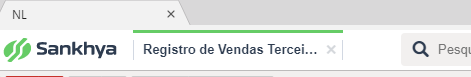 NL ×
Sankhya Registro de Vendas Tercei... × Pesqu